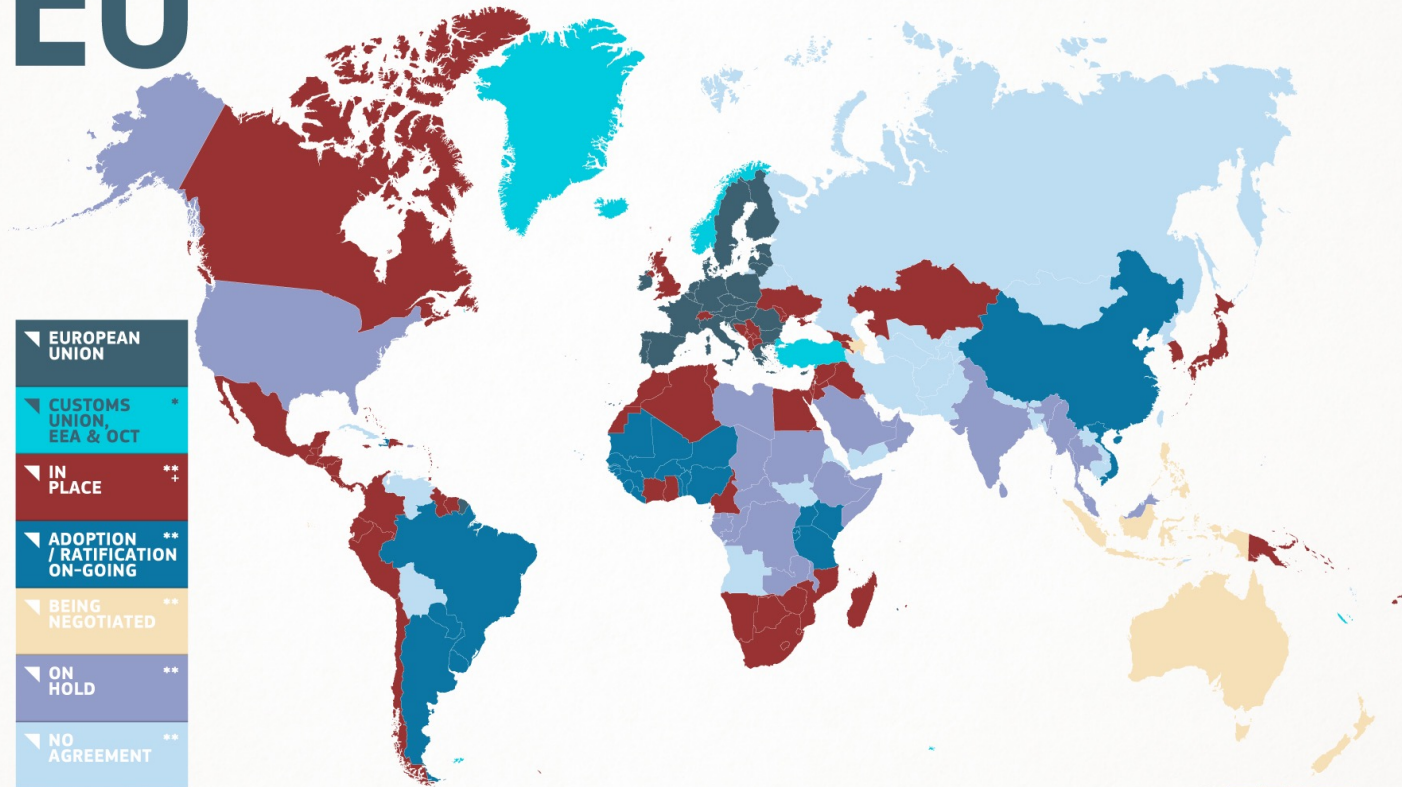 EU
EUROPEAN
UNION
CUSTOMS *
UNION,
EEA & OCT
IN **
PLACE +
ADOPTION **
/ RATIFICATION
ON-GOING
BEING **
NEGOTIATED
ON **
HOLD
NO **
AGREEMENT